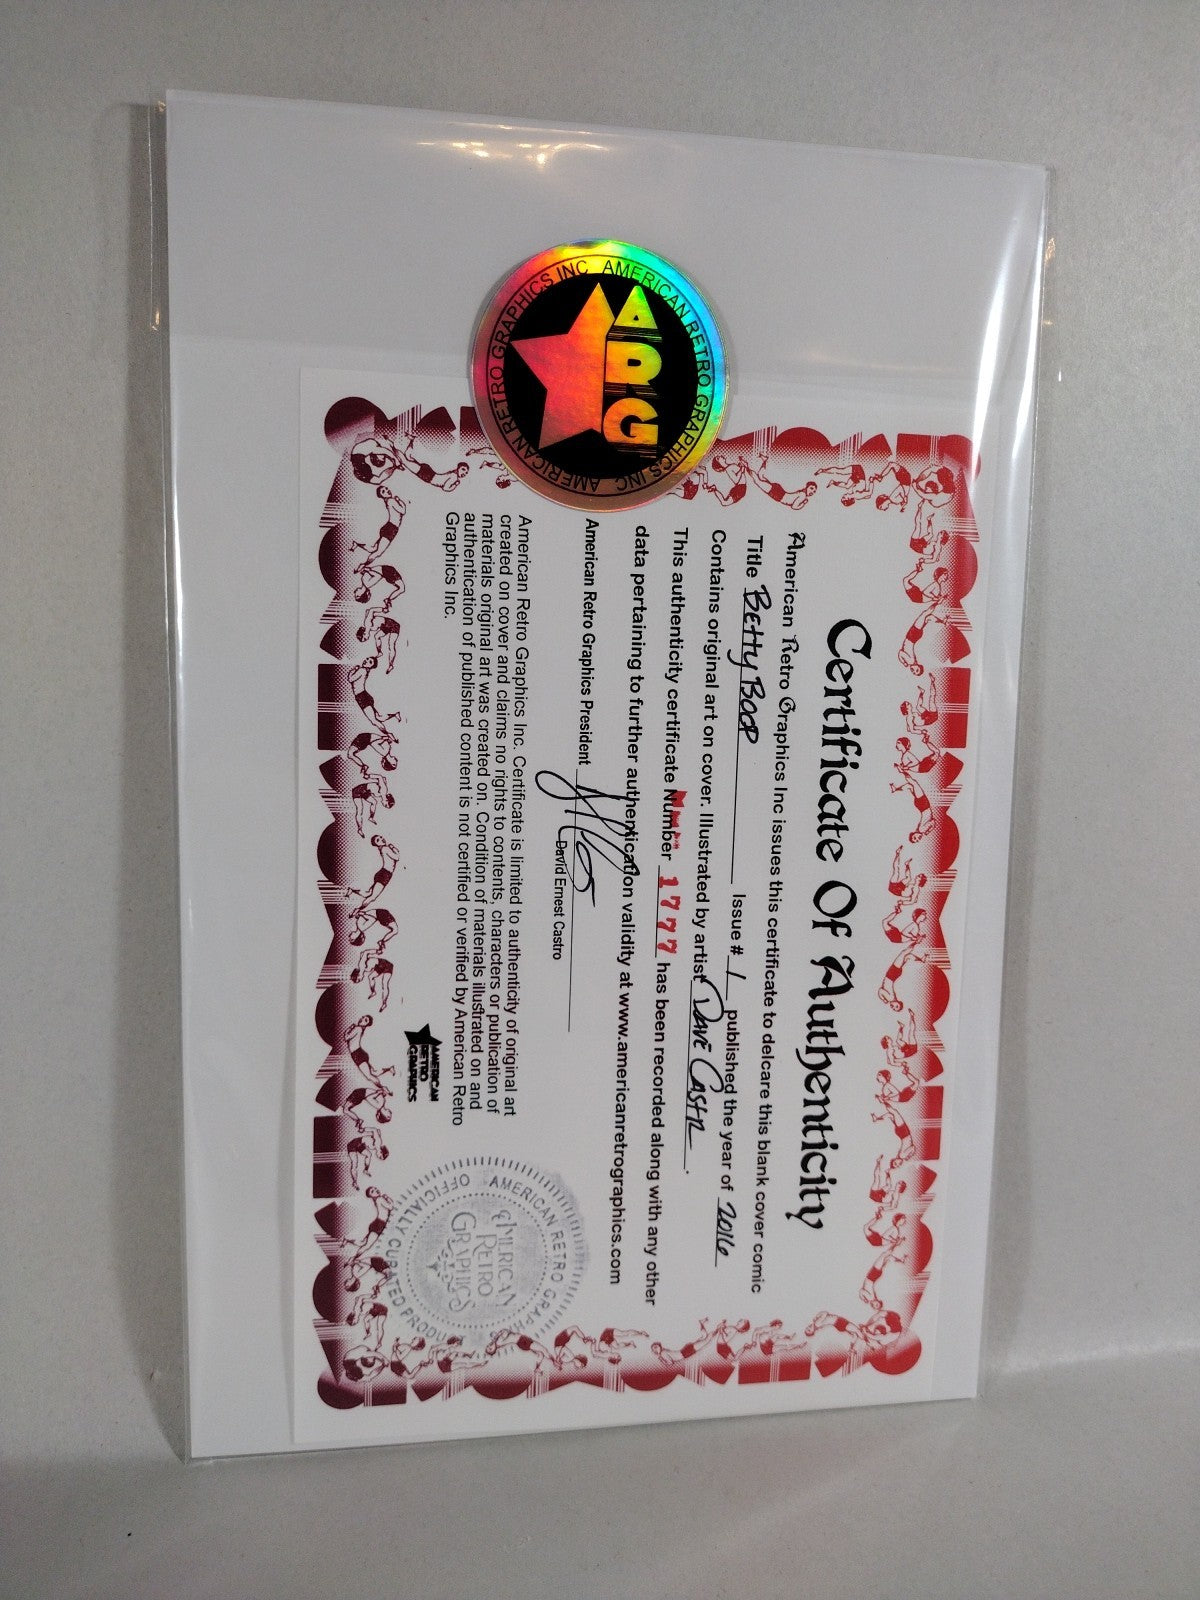 AMERICAN RETRO GRAPHICS INC AMERICAN RETRO GRAPHICS INC
ARG
Certificate Of Authenticity
American Retro Graphics Inc issues this certificate to delcare this blank cover comic
Title Betty Boop Issue # 1 published the year of 2016
Contains original art on cover. Illustrated by artist Dave Castr.
This authenticity certificate Number 1777 has been recorded along with any other
data pertaining to further authentication validity at www.americanretrographics.com
American Retro Graphics President
David Ernest Castro
American Retro Graphics Inc. Certificate is limited to authenticity of original art
created on cover and claims no rights to contents, characters or publication of
materials original art was created on. Condition of materials illustrated on and
authentication of published content is not certified or verified by American Retro
Graphics Inc.
AMERICAN
RETRO
GRAPHICS
AMERICAN RETRO GRAPHICS
OFFICIALLY CURATED PRODUCT
AMERICAN
RETRO
GRAPHICS